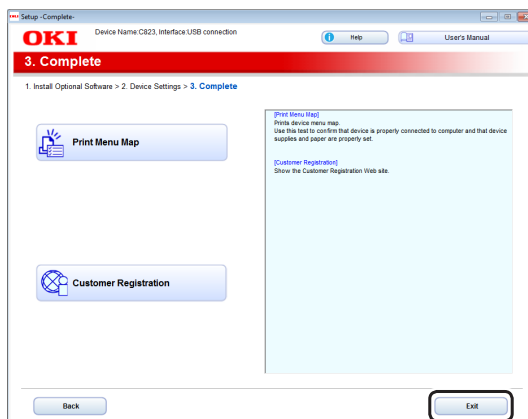 Setup -Complete-
OKI
Device Name:C823, Interface:USB connection
Help
User's Manual
3. Complete
1. Install Optional Software > 2. Device Settings > 3. Complete
Print Menu Map
[Print Menu Map]
Prints device menu map.
Use this test to confirm that device is properly connected to computer and that device
supplies and paper are properly set.
[Customer Registration]
Show the Customer Registration Web site.
Customer Registration
Back
Exit